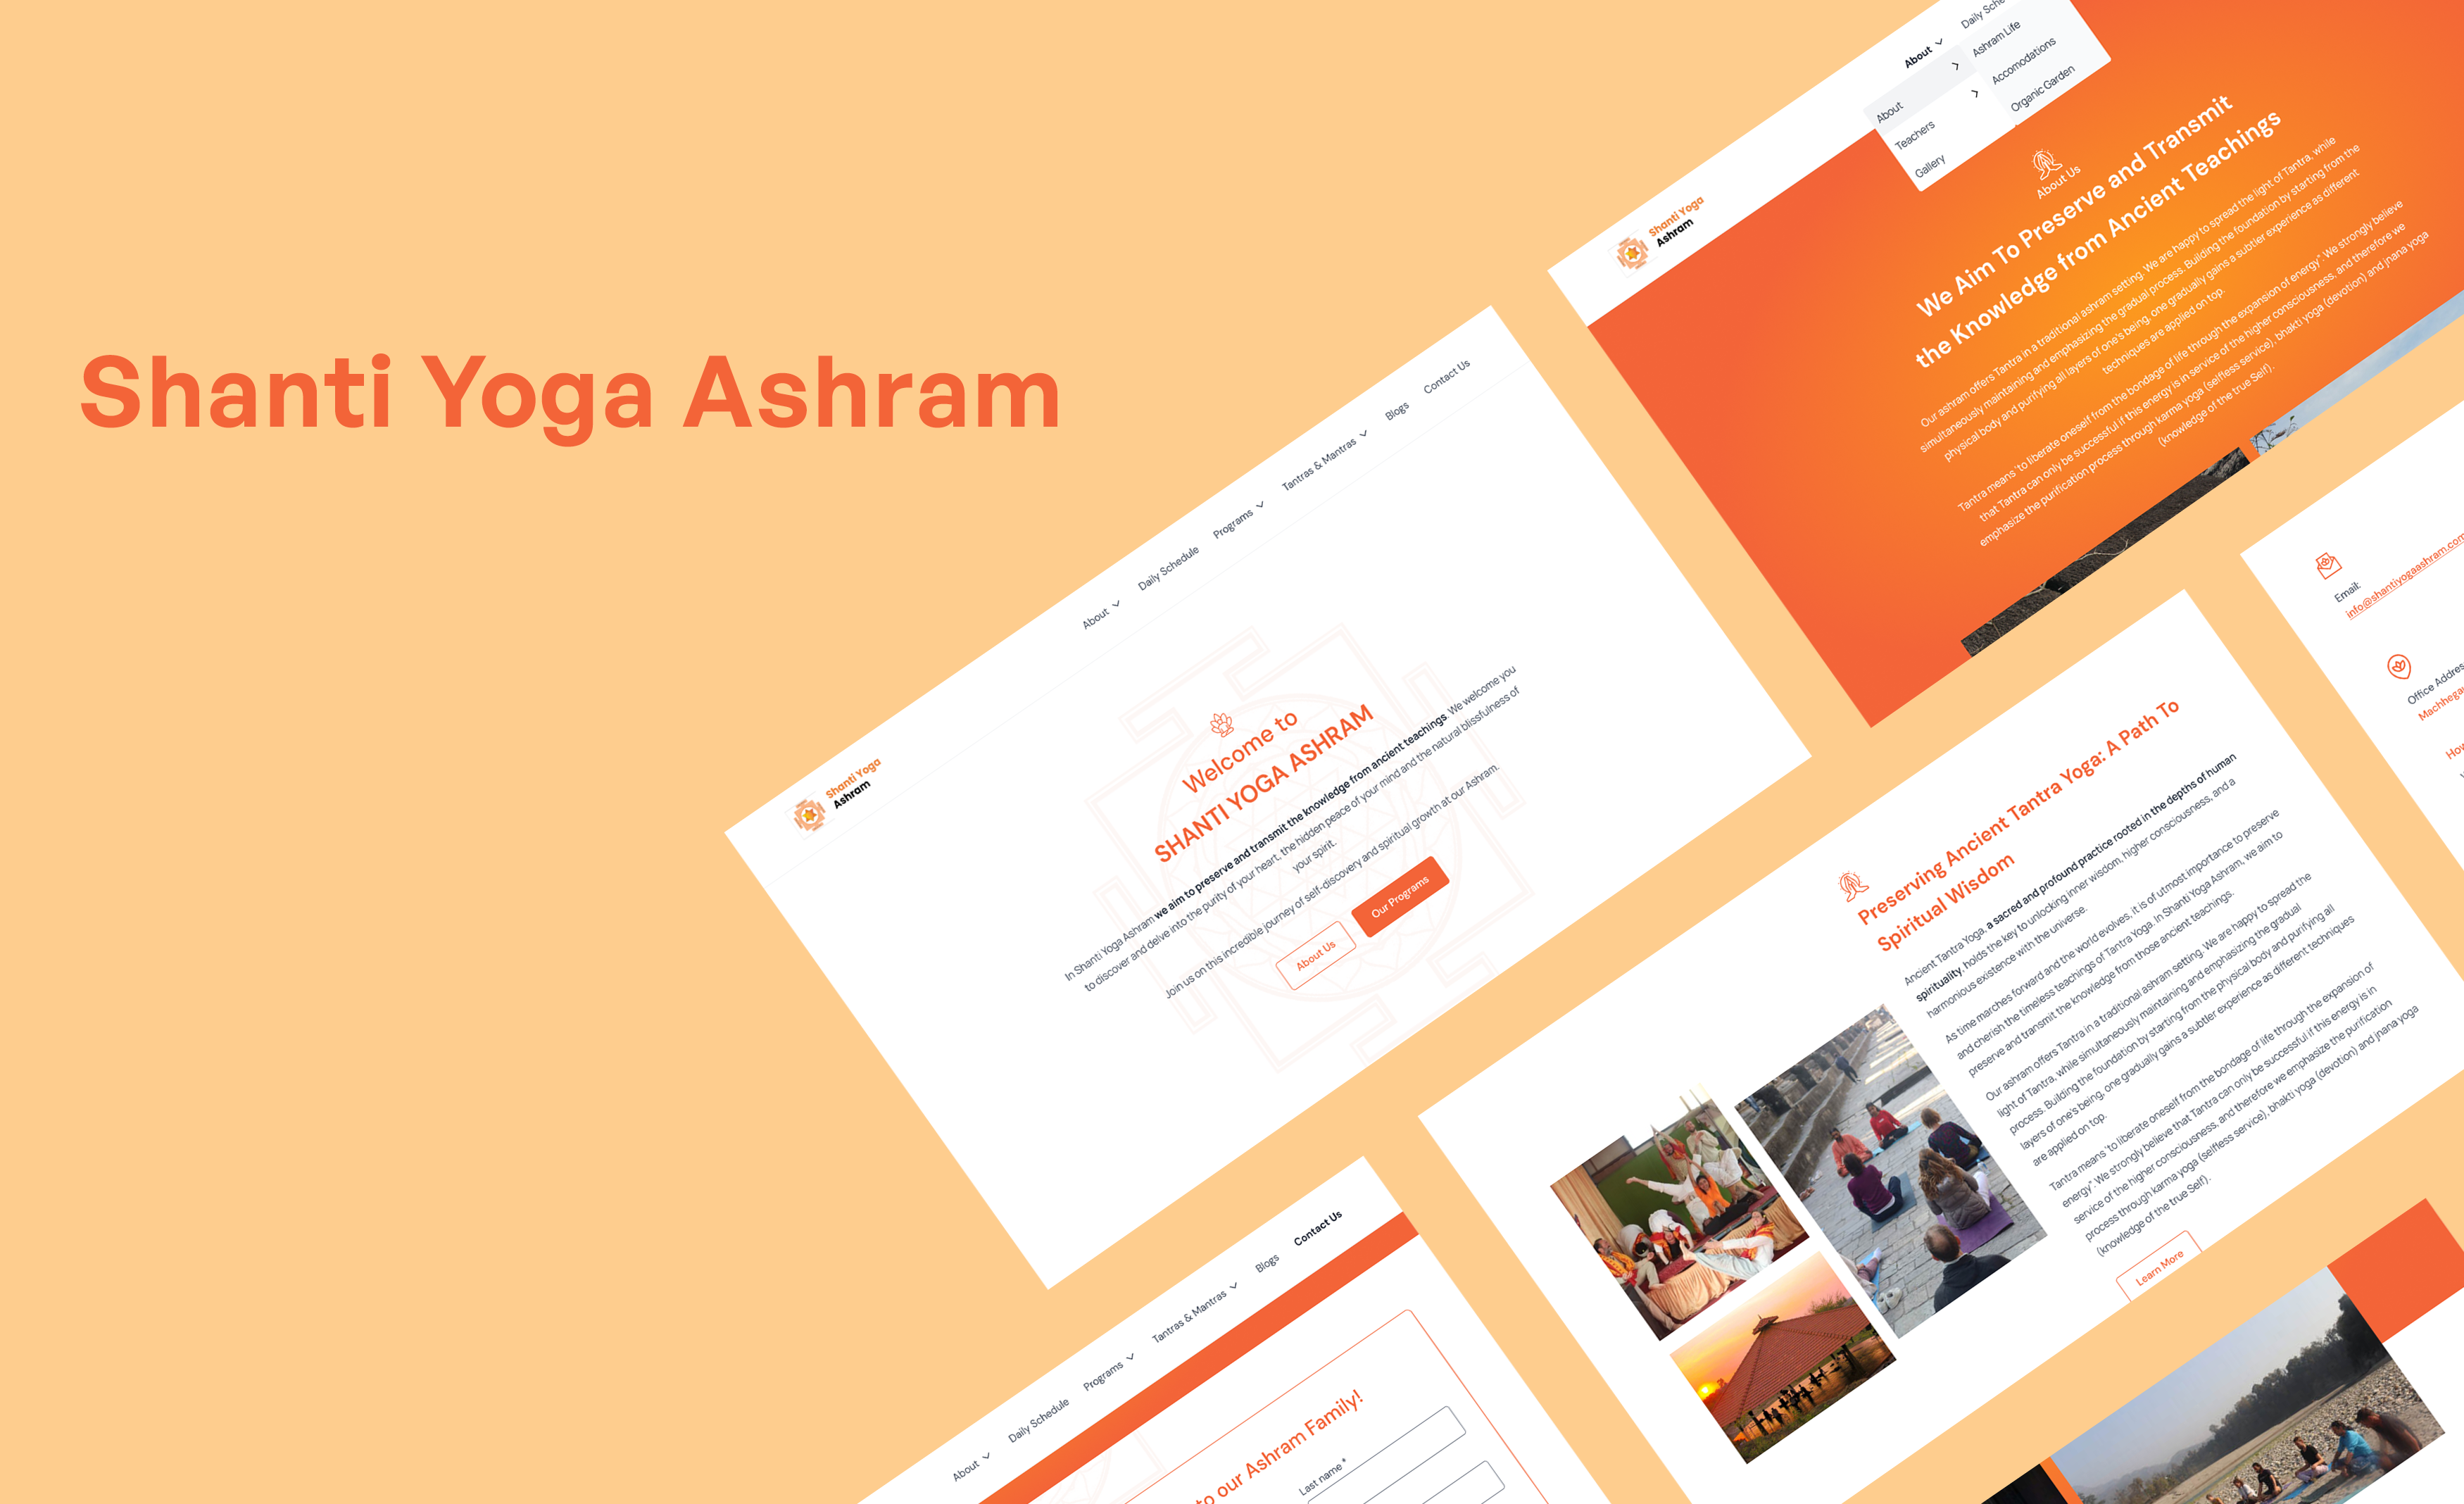 Shanti Yoga Ashram
Shanti Yoga
Ashram
About
Daily Schedule
Programs
Tantras & Mantras
Blogs
Contact Us
Welcome to
SHANTI YOGA ASHRAM
In Shanti Yoga Ashram we aim to preserve and transmit the knowledge from ancient teachings. We welcome you
to discover and delve into the purity of your heart, the hidden peace of your mind and the natural blissfulness of
your spirit.
Join us on this incredible journey of self-discovery and spiritual growth at our Ashram.
About Us
Our Programs
Shanti Yoga
Ashram
About
Daily Sche
About
Teachers
Gallery
Ashram Life
Accomodations
Organic Garden
About Us
We Aim To Preserve and Transmit
the Knowledge from Ancient Teachings
Our ashram offers Tantra in a traditional ashram setting. We are happy to spread the light of Tantra, while
simultaneously maintaining and emphasizing the gradual process. Building the foundation by starting from the
physical body and purifying all layers of one's being, one gradually gains a subtler experience as different
techniques are applied on top.
Tantra means 'to liberate oneself from the bondage of life through the expansion of energy". We strongly believe
that Tantra can only be successful if this energy is in service of the higher consciousness, and therefore we
emphasize the purification process through karma yoga (selfless service), bhakti yoga (devotion) and jnana yoga
(knowledge of the true Self).
Email:
info@shantiyogaashram.com
Office Addres
Preserving Ancient Tantra Yoga: A Path To
Spiritual Wisdom
Ancient Tantra Yoga, a sacred and profound practice rooted in the depths of human
spirituality, holds the key to unlocking inner wisdom, higher consciousness, and a
harmonious existence with the universe.
As time marches forward and the world evolves, it is of utmost importance to preserve
and cherish the timeless teachings of Tantra Yoga. In Shanti Yoga Ashram, we aim to
preserve and transmit the knowledge from those ancient teachings.
Our ashram offers Tantra in a traditional ashram setting. We are happy to spread the
light of Tantra, while simultaneously maintaining and emphasizing the gradual
process. Building the foundation by starting from the physical body and purifying all
layers of one's being, one gradually gains a subtler experience as different techniques
are applied on top.
Tantra means 'to liberate oneself from the bondage of life through the expansion of
energy". We strongly believe that Tantra can only be successful if this energy is in
service of the higher consciousness, and therefore we emphasize the purification
process through karma yoga (selfless service), bhakti yoga (devotion) and jnana yoga
(knowledge of the true Self).
Learn More
About
Daily Schedule
Programs
Tantras & Mantras
Blogs
Contact Us
to our Ashram Family!
Last name *